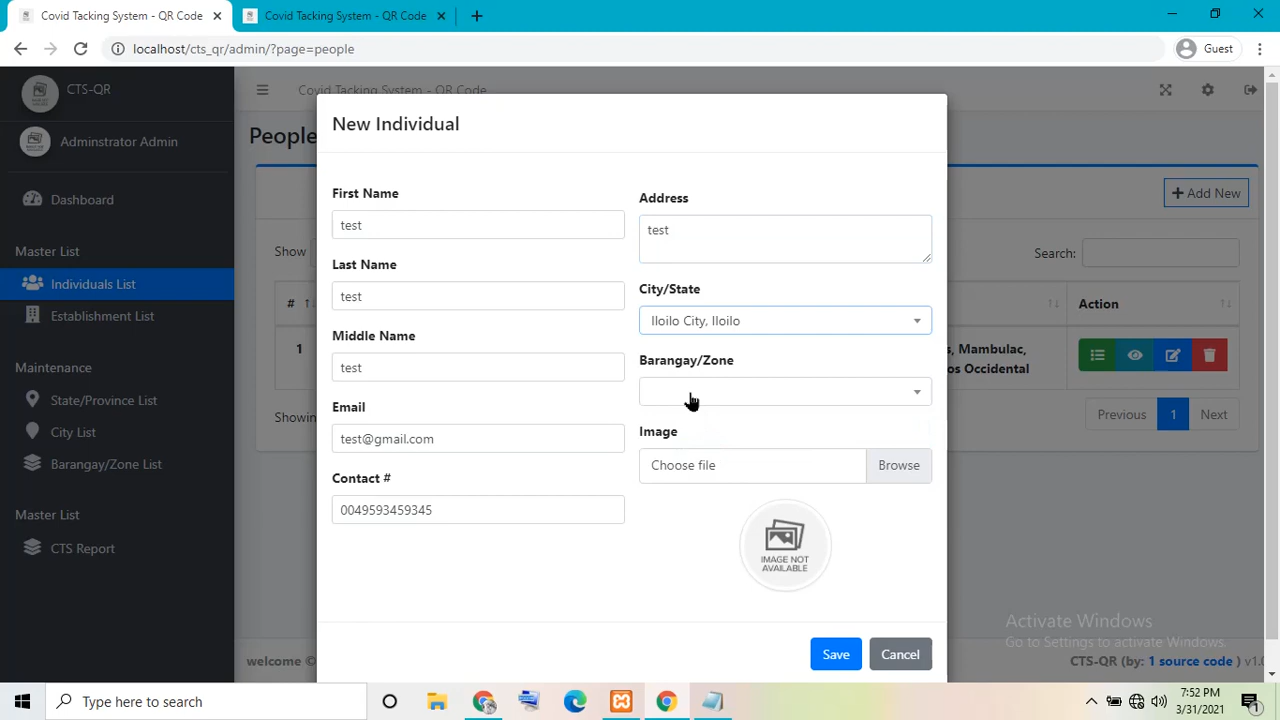 Covid Tacking System - QR Code
Covid Tacking System - QR Code
localhost/cts_qr/admin/?page=people
Guest
CTS-QR
Covid Tacking System - QR Code
Adminstrator Admin
People
New Individual
Dashboard
Add New
Master List
Individuals List
Establishment List
Maintenance
State/Province List
City List
Barangay/Zone List
Master List
CTS Report
Show
Search:
#
Action
1
s, Mambulac,
os Occidental
Showin
Previous 1 Next
First Name
test
Last Name
test
Middle Name
test
Email
test@gmail.com
Contact #
0049593459345
Address
test
City/State
Iloilo City, Iloilo
Barangay/Zone
Image
Choose file
Browse
IMAGE NOT
AVAILABLE
Save
Cancel
Activate Windows
Go to Settings to activate Windows.
welcome ©
CTS-QR (by: 1 source code ) v1.0
Type here to search
7:52 PM
3/31/2021
1